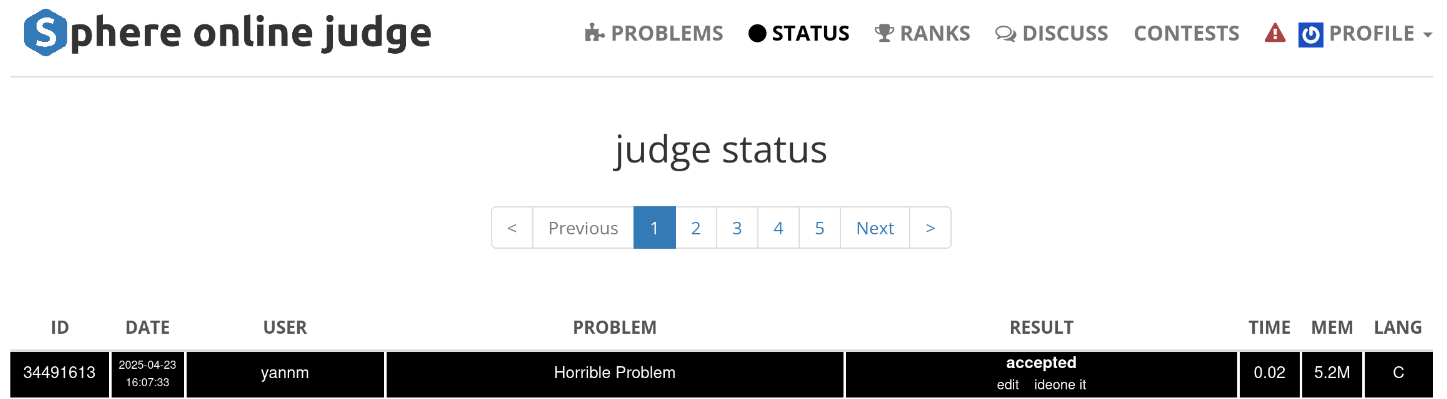 Sphere online judge
PROBLEMS STATUS RANKS DISCUSS CONTESTS PROFILE
judge status
< Previous 1 2 3 4 5 Next >
ID DATE USER PROBLEM RESULT TIME MEM LANG
34491613 2025-04-23 16:07:33 yannm Horrible Problem accepted edit ideone it 0.02 5.2M C